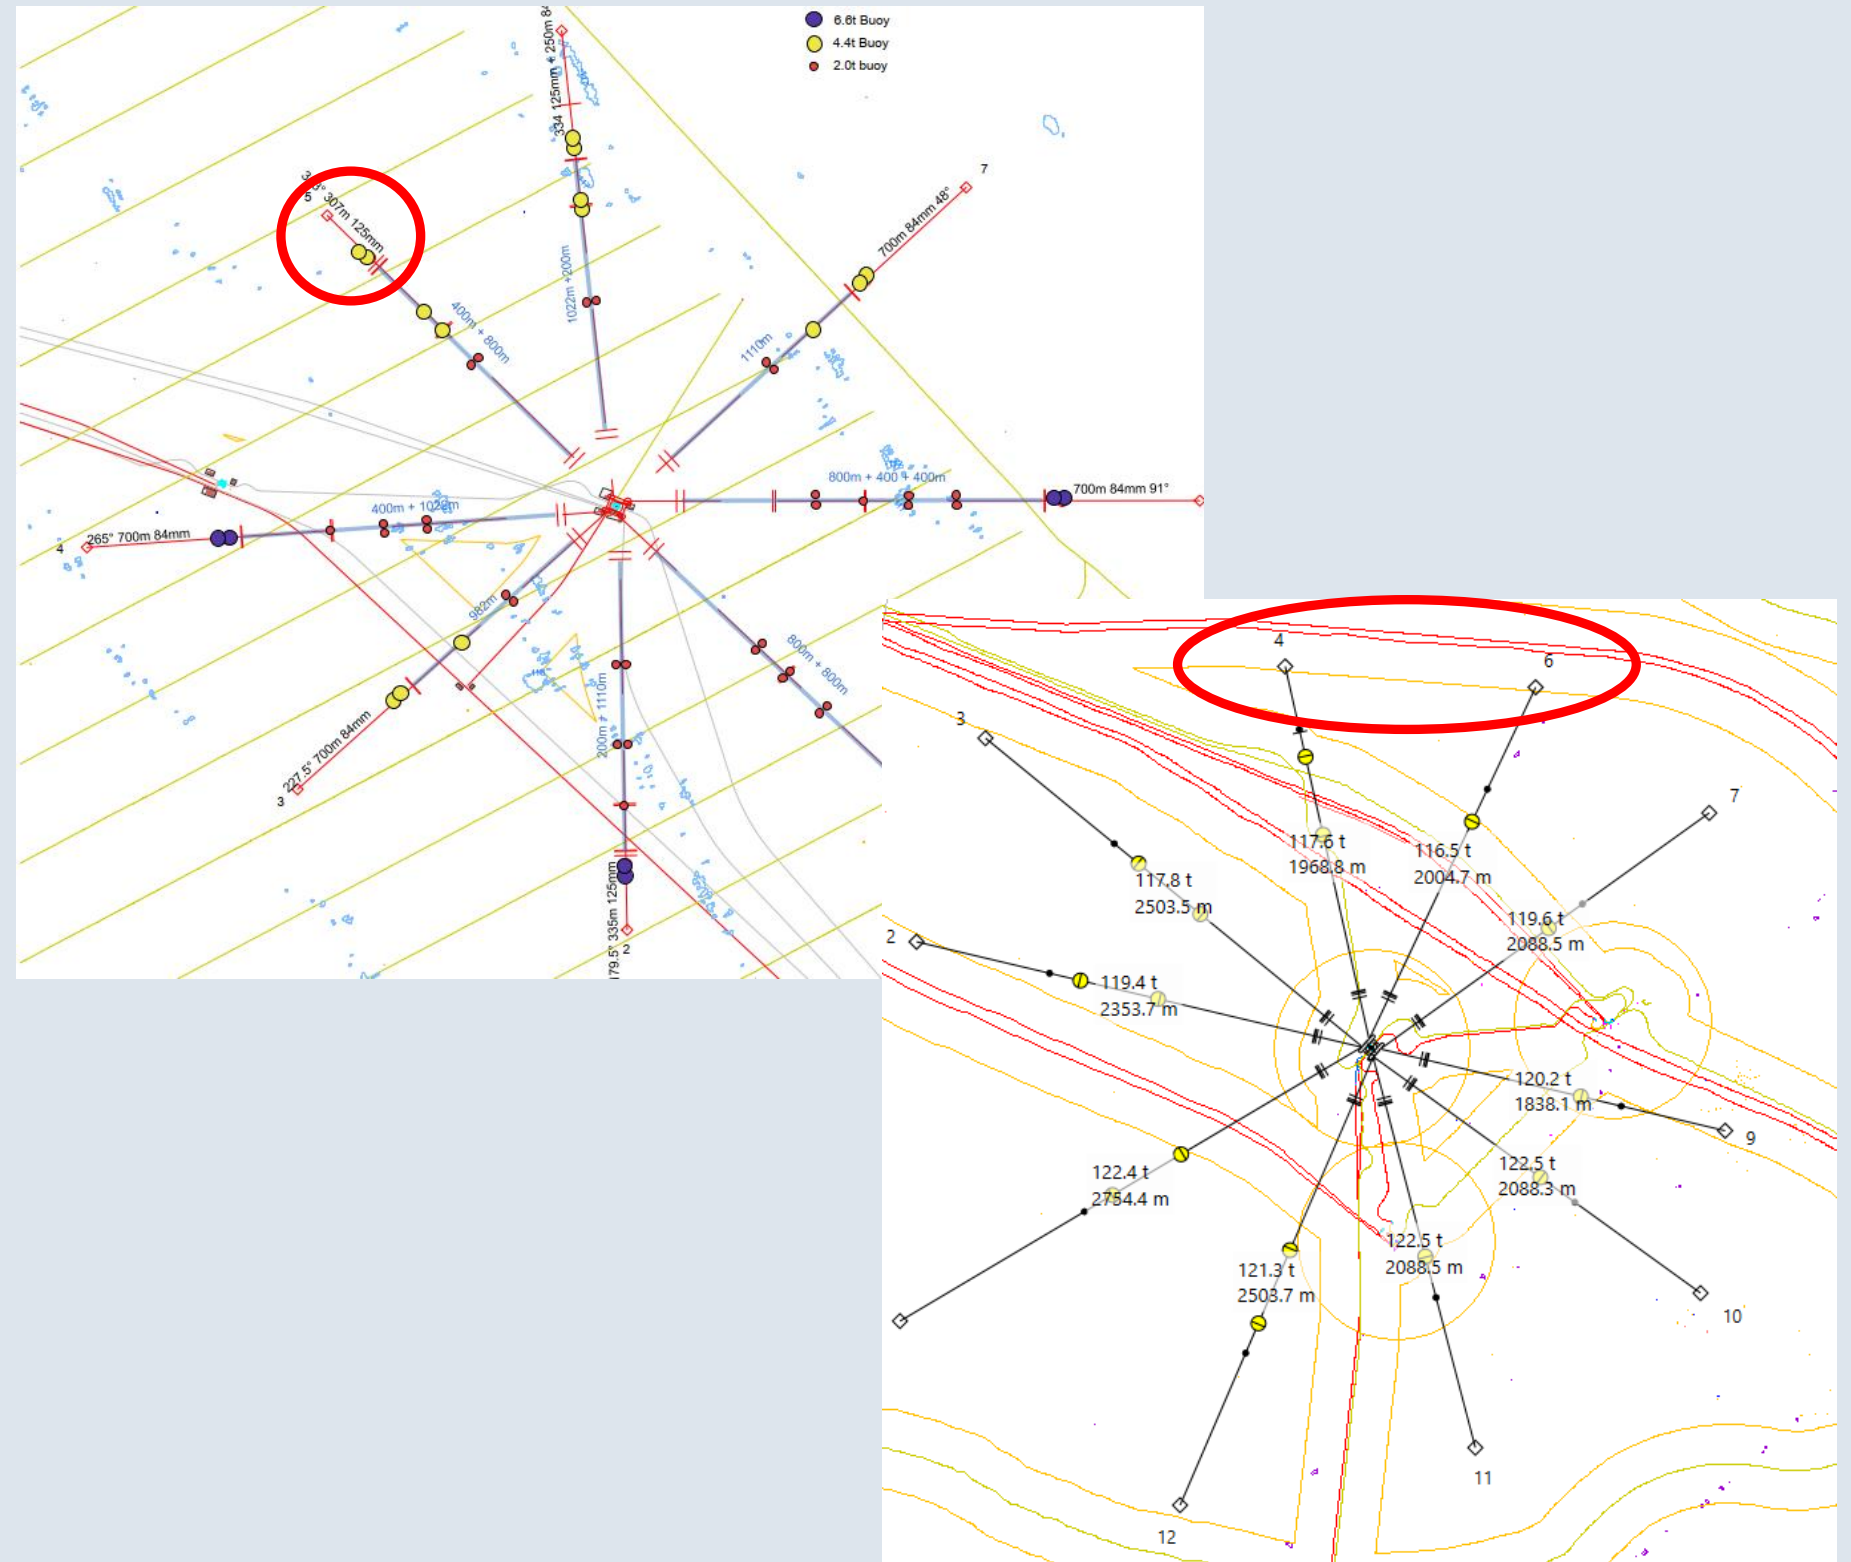 6.6t Buoy
4.4t Buoy
2.0t buoy
334 125mm + 250m 84
7
5
307m 125mm
700m 84mm 48°
1022m +200m
400m + 800m
1110m
800m + 400 + 400m
700m 84mm 91°
400m + 1022m
4
265° 700m 84mm
982m
800m + 800m
200m + 1110m
227.5° 700m 84mm
3
179.5° 335m 125mm
2
4
6
3
7
117.6 t
1968.8 m
116.5 t
2004.7 m
117.8 t
2503.5 m
119.6 t
2088.5 m
2
119.4 t
2353.7 m
120.2 t
1838.1 m
9
122.4 t
2754.4 m
122.5 t
2088.3 m
122.5 t
2088.5 m
121.3 t
2503.7 m
10
11
12